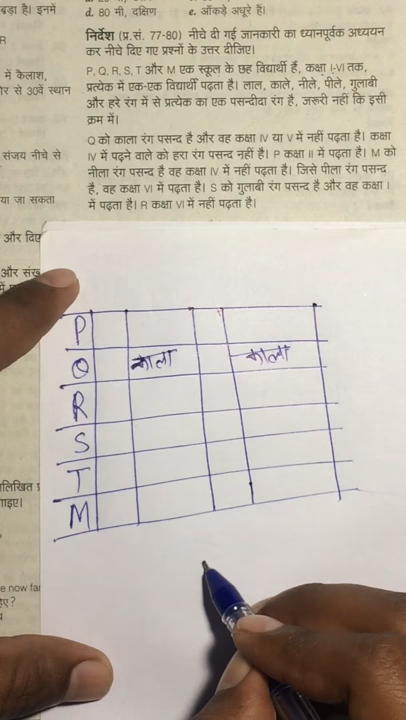 बड़ा है। इनमें
d. 80 मी, दक्षिण e. आँकड़े अधूरे हैं।
R
निर्देश (प्र.सं. 77-80) नीचे दी गई जानकारी का ध्यानपूर्वक अध्ययन
कर नीचे दिए गए प्रश्नों के उत्तर दीजिए।
में कैलाश,
P, Q, R, S, T और M एक स्कूल के छह विद्यार्थी हैं, कक्षा I-VI तक,
र से 30वें स्थान
प्रत्येक में एक-एक विद्यार्थी पढ़ता है। लाल, काले, नीले, पीले, गुलाबी
और हरे रंग में से प्रत्येक का एक पसन्दीदा रंग है, जरूरी नहीं कि इसी
क्रम में।
Q को काला रंग पसन्द है और वह कक्षा IV या V में नहीं पढ़ता है। कक्षा
संजय नीचे से
IV में पढ़ने वाले को हरा रंग पसन्द नहीं है। P कक्षा II में पढ़ता है। M को
नीला रंग पसन्द है वह कक्षा IV में नहीं पढ़ता है। जिसे पीला रंग पसन्द
है, वह कक्षा VI में पढ़ता है। S को गुलाबी रंग पसन्द है और वह कक्षा I
या जा सकता
में पढ़ता है। R कक्षा VI में नहीं पढ़ता है।
और दिए
और संख
P
Q काला काला
R
S
T
M
लिखित
गाइए।
e now far